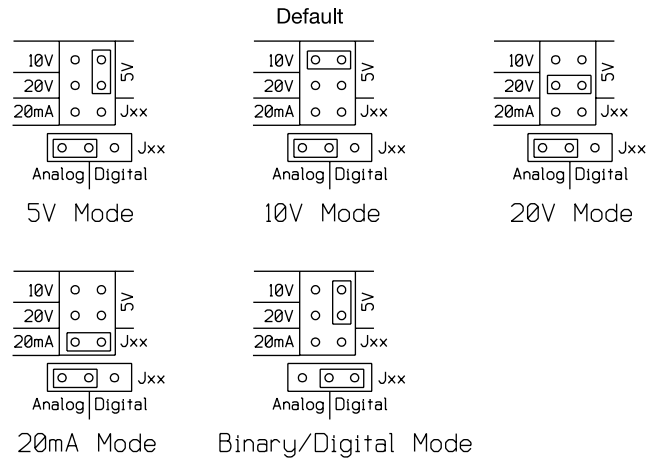 Default
10V
20V
20mA
5V
Jxx
Jxx
Analog Digital
5V Mode
10V
20V
20mA
5V
Jxx
Jxx
Analog Digital
10V Mode
10V
20V
20mA
5V
Jxx
Jxx
Analog Digital
20V Mode
10V
20V
20mA
5V
Jxx
Jxx
Analog Digital
20mA Mode
10V
20V
20mA
5V
Jxx
Jxx
Analog Digital
Binary/Digital Mode